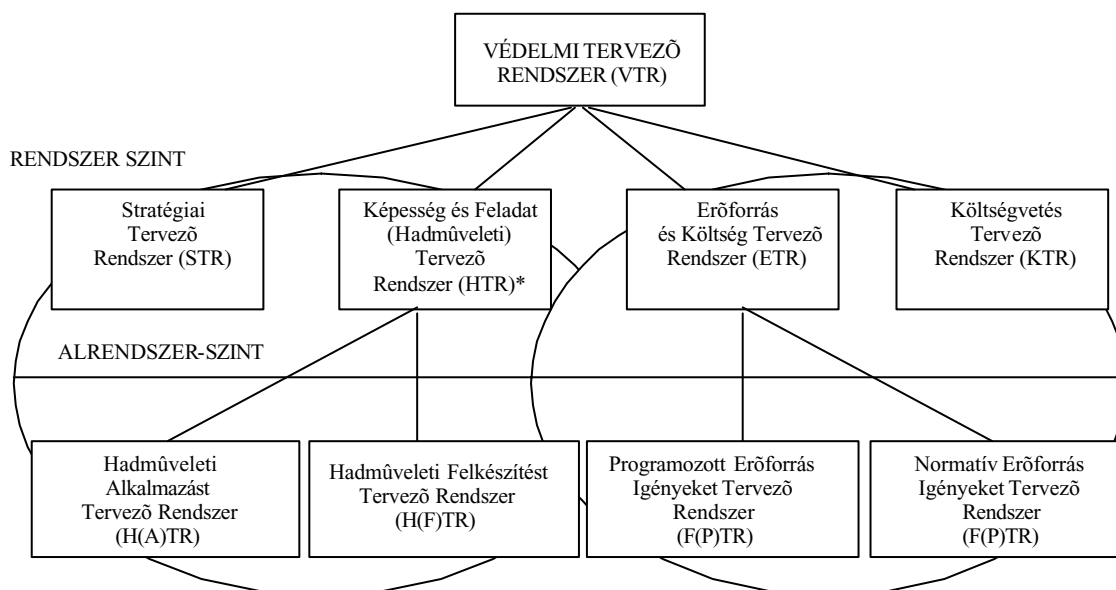 VÉDELMI TERVEZÕ
RENDSZER (VTR)
RENDSZER SZINT
Stratégiai
Tervezõ
Rendszer (STR)
Képesség és Feladat
(Hadmûveleti)
Tervezõ
Rendszer (HTR)*
Erõforrás
és Költség Tervezõ
Rendszer (ETR)
Költségvetés
Tervezõ
Rendszer (KTR)
ALRENDSZER-SZINT
Hadmûveleti
Alkalmazást
Tervezõ Rendszer
(H(A)TR)
Hadmûveleti Felkészítést
Tervezõ Rendszer
(H(F)TR)
Programozott Erõforrás
Igényeket Tervezõ
Rendszer
(F(P)TR)
Normatív Erõforrás
Igényeket Tervezõ
Rendszer
(F(P)TR)